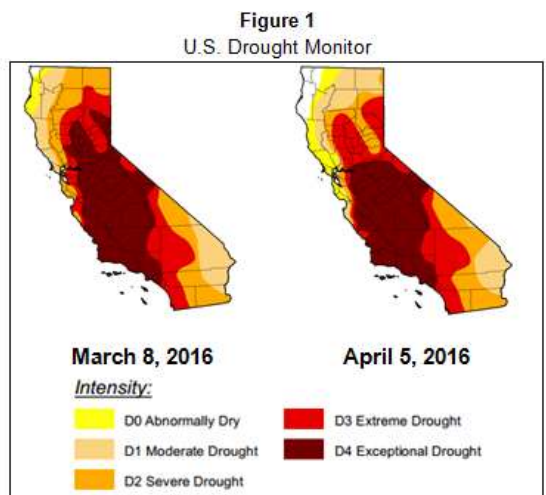 Figure 1
U.S. Drought Monitor
March 8, 2016
April 5, 2016
Intensity:
D0 Abnormally Dry
D1 Moderate Drought
D2 Severe Drought
D3 Extreme Drought
D4 Exceptional Drought